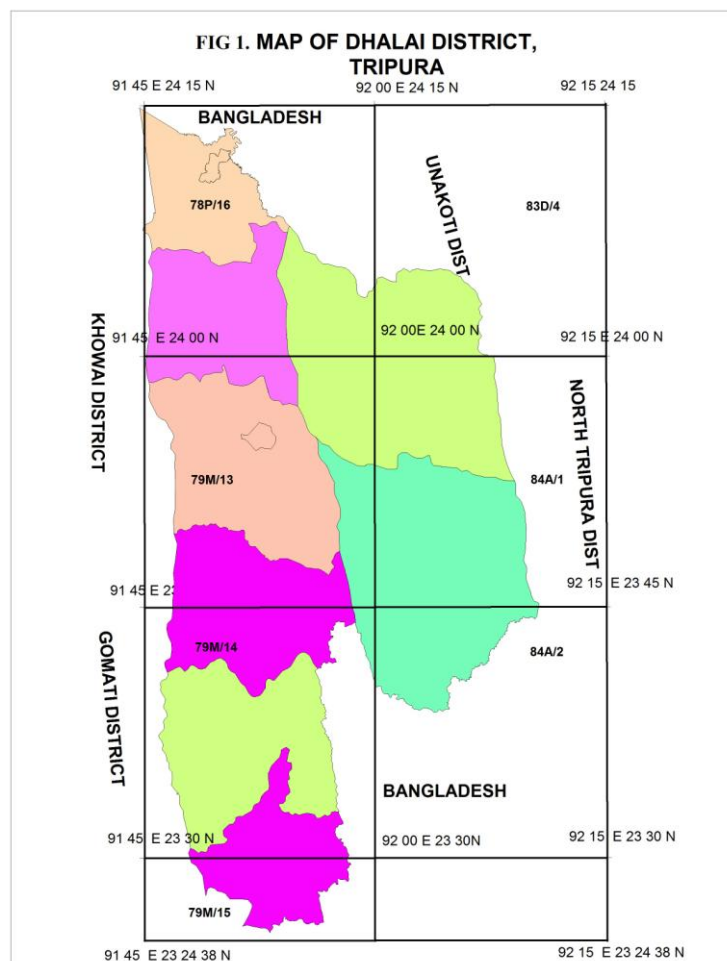 FIG 1. MAP OF DHALAI DISTRICT,
TRIPURA
91 45 E 24 15 N
92 00 E 24 15 N
92 15 24 15
BANGLADESH
UNAKOTI DIST
78P/16
83D/4
KHOWAI DISTRICT
91 45 E 24 00 N
92 00E 24 00 N
92 15 E 24 00 N
NORTH TRIPURA DIST
79M/13
84A/1
91 45 E 23
92 15 E 23 45 N
GOMATI DISTRICT
79M/14
84A/2
BANGLADESH
91 45 E 23 30 N
92 00 E 23 30N
92 15 E 23 30 N
79M/15
91 45 E 23 24 38 N
92 15 E 23 24 38 N